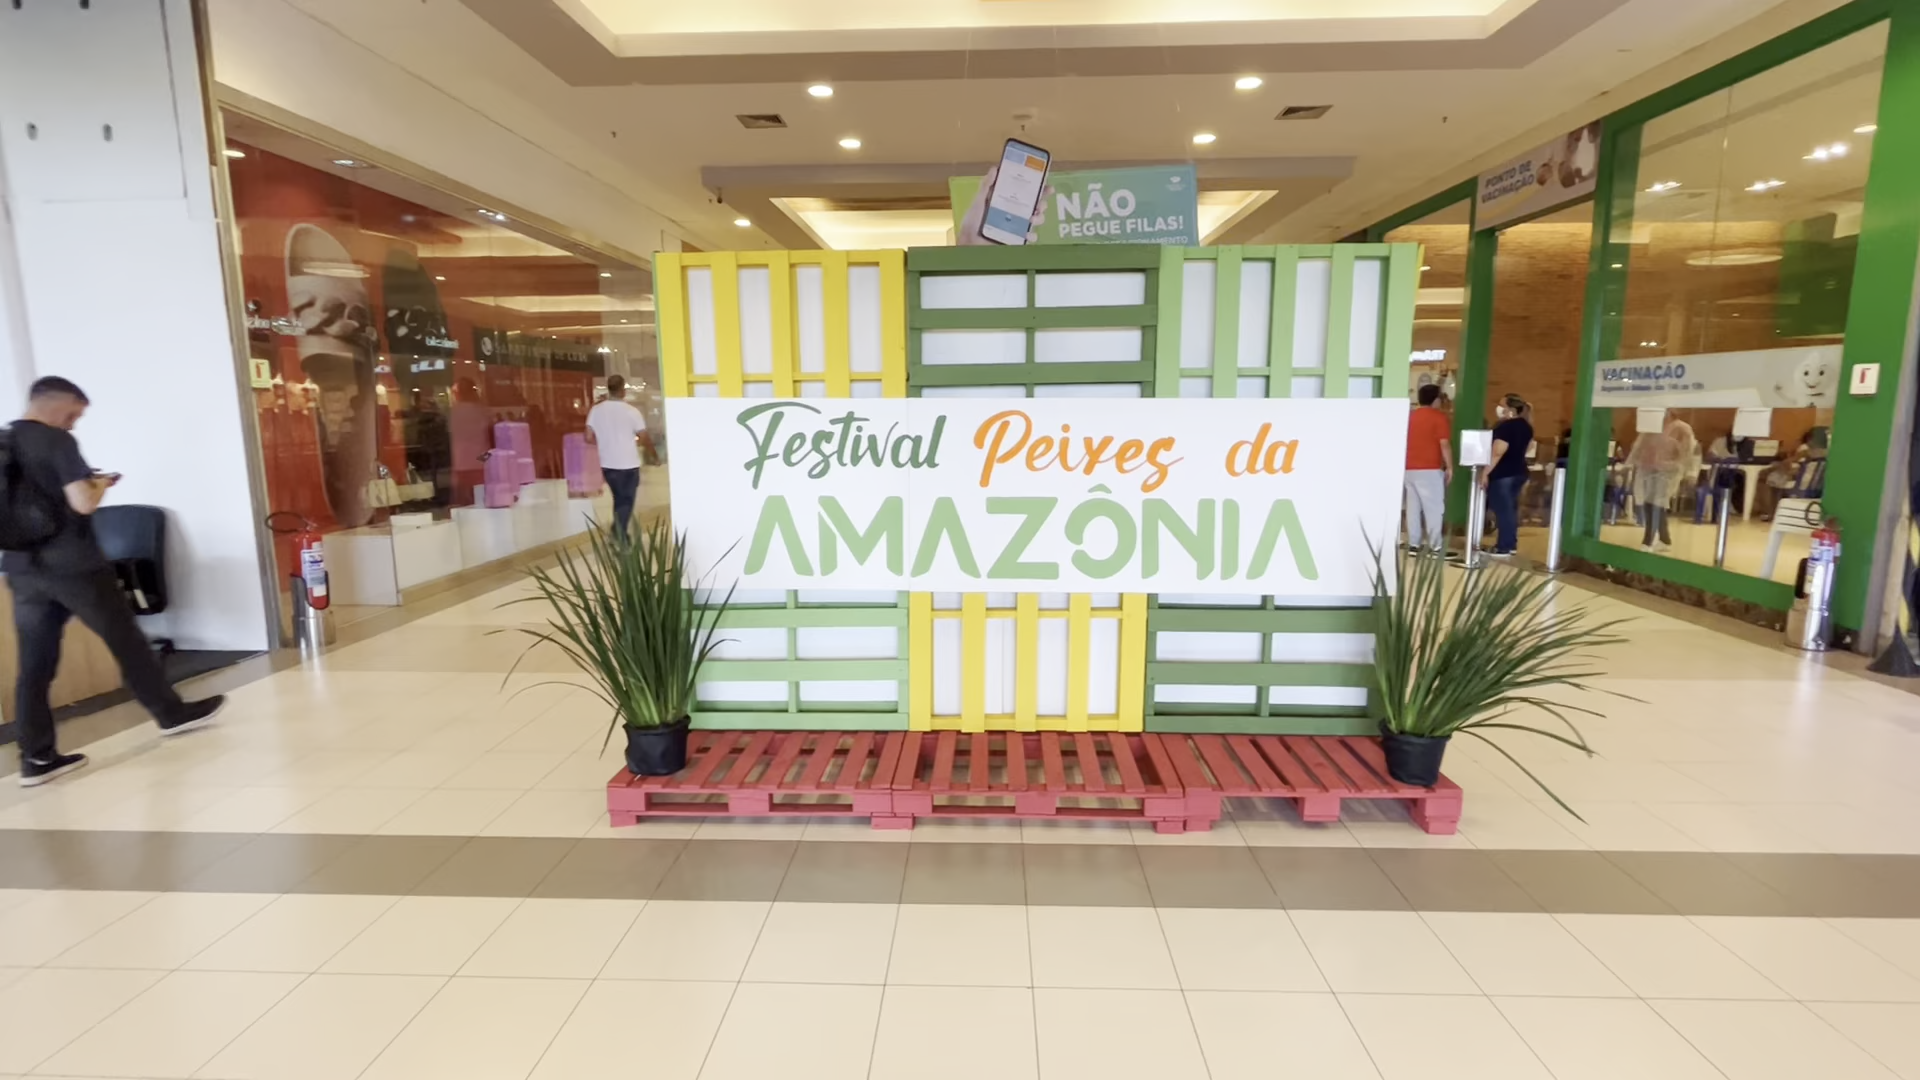 NÃO
PEGUE FILAS!
PONTO DE
VACINAÇÃO
Festival Peixes da
AMAZÔNIA
VACINAÇÃO